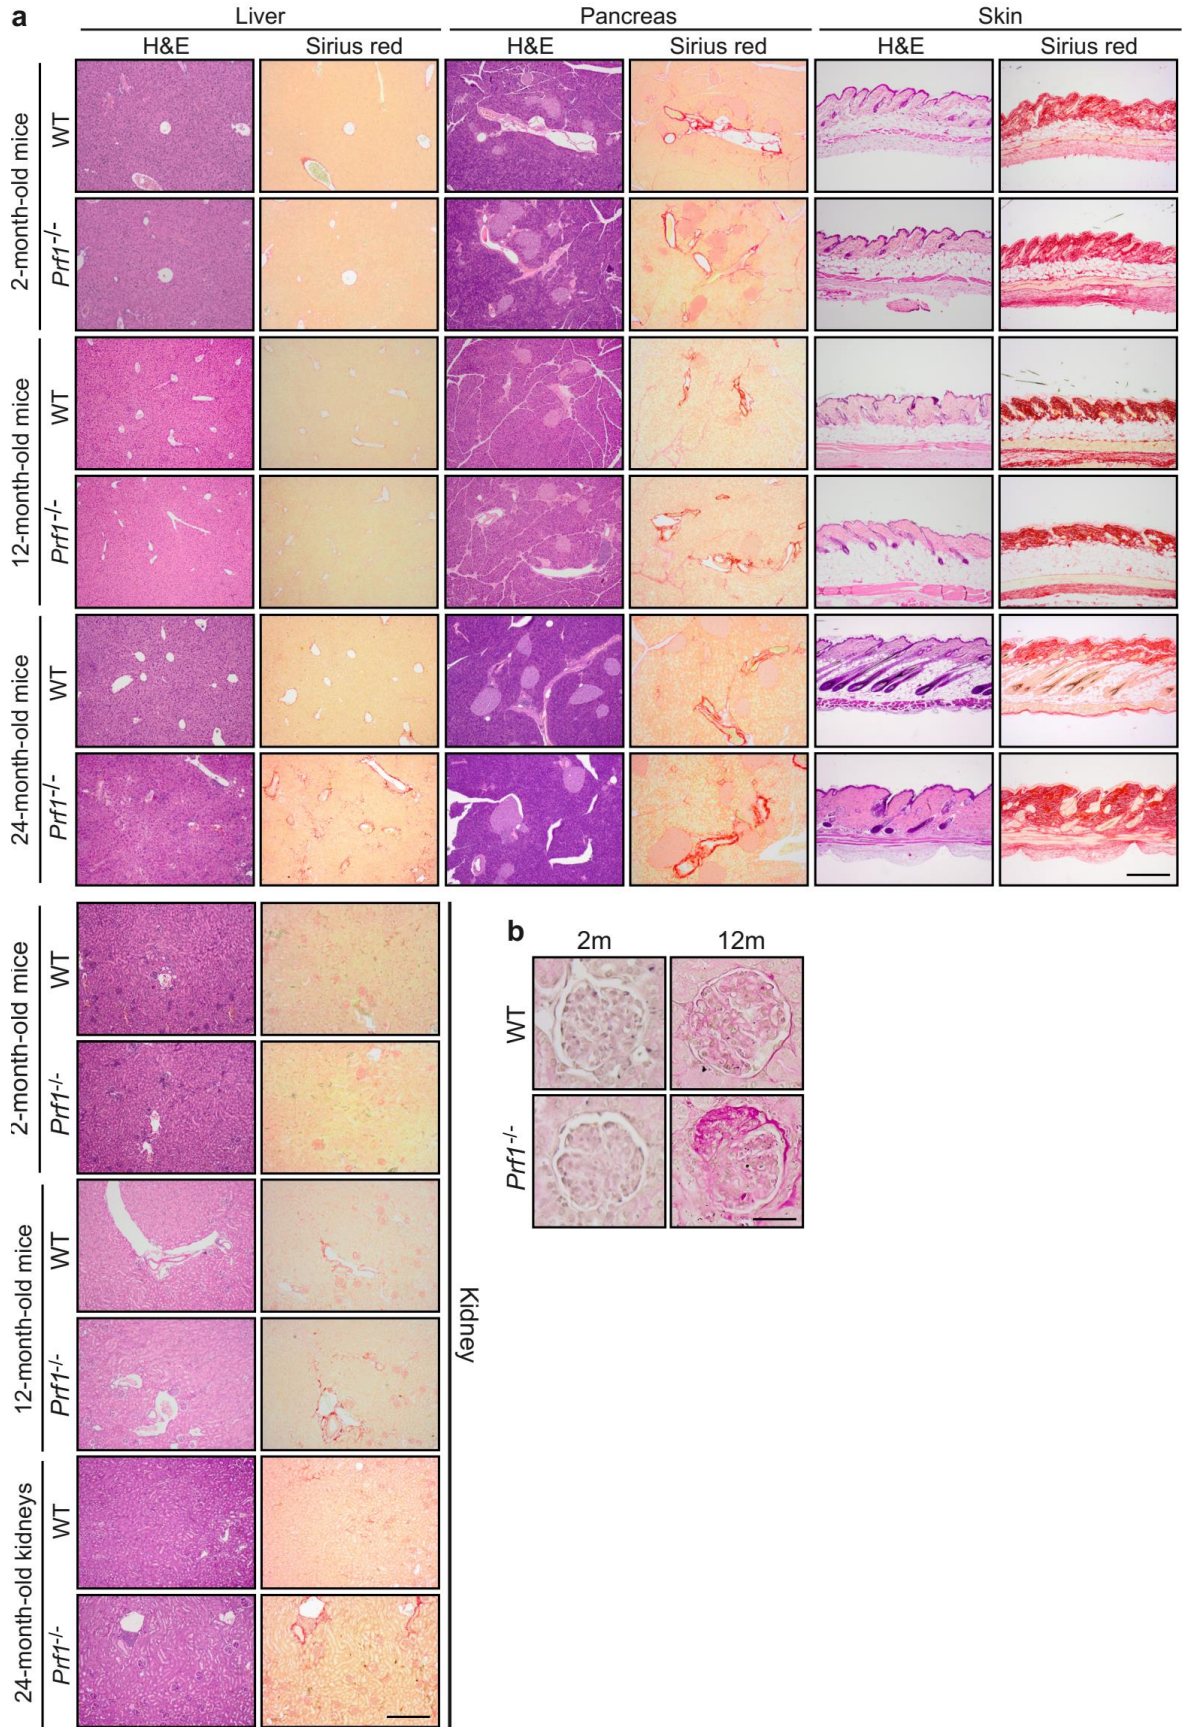 a
Liver
Pancreas
Skin
H&E
Sirius red
H&E
Sirius red
H&E
Sirius red
2-month-old mice
WT
Prf1-/-
12-month-old mice
WT
Prf1-/-
24-month-old mice
WT
Prf1-/-
2-month-old mice
WT
Prf1-/-
12-month-old mice
WT
Prf1-/-
24-month-old kidneys
WT
Prf1-/-
Kidney
b
2m
12m
WT
Prf1-/-